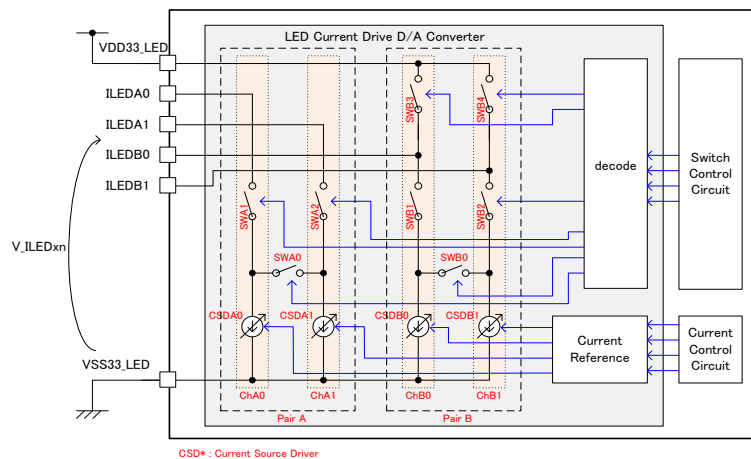 LED Current Drive D/A Converter
VDD33_LED
ILEDA0
ILEDA1
ILEDB0
ILEDB1
V_ILEDxn
VSS33_LED
SWB3
SWB4
SWA1
SWA2
SWB1
SWB2
SWA0
SWB0
CSDA0
CSDA1
CSDB0
CSDB1
decode
Switch
Control
Circuit
Current
Reference
Current
Control
Circuit
ChA0
ChA1
ChB0
ChB1
Pair A
Pair B
CSD* : Current Source Driver